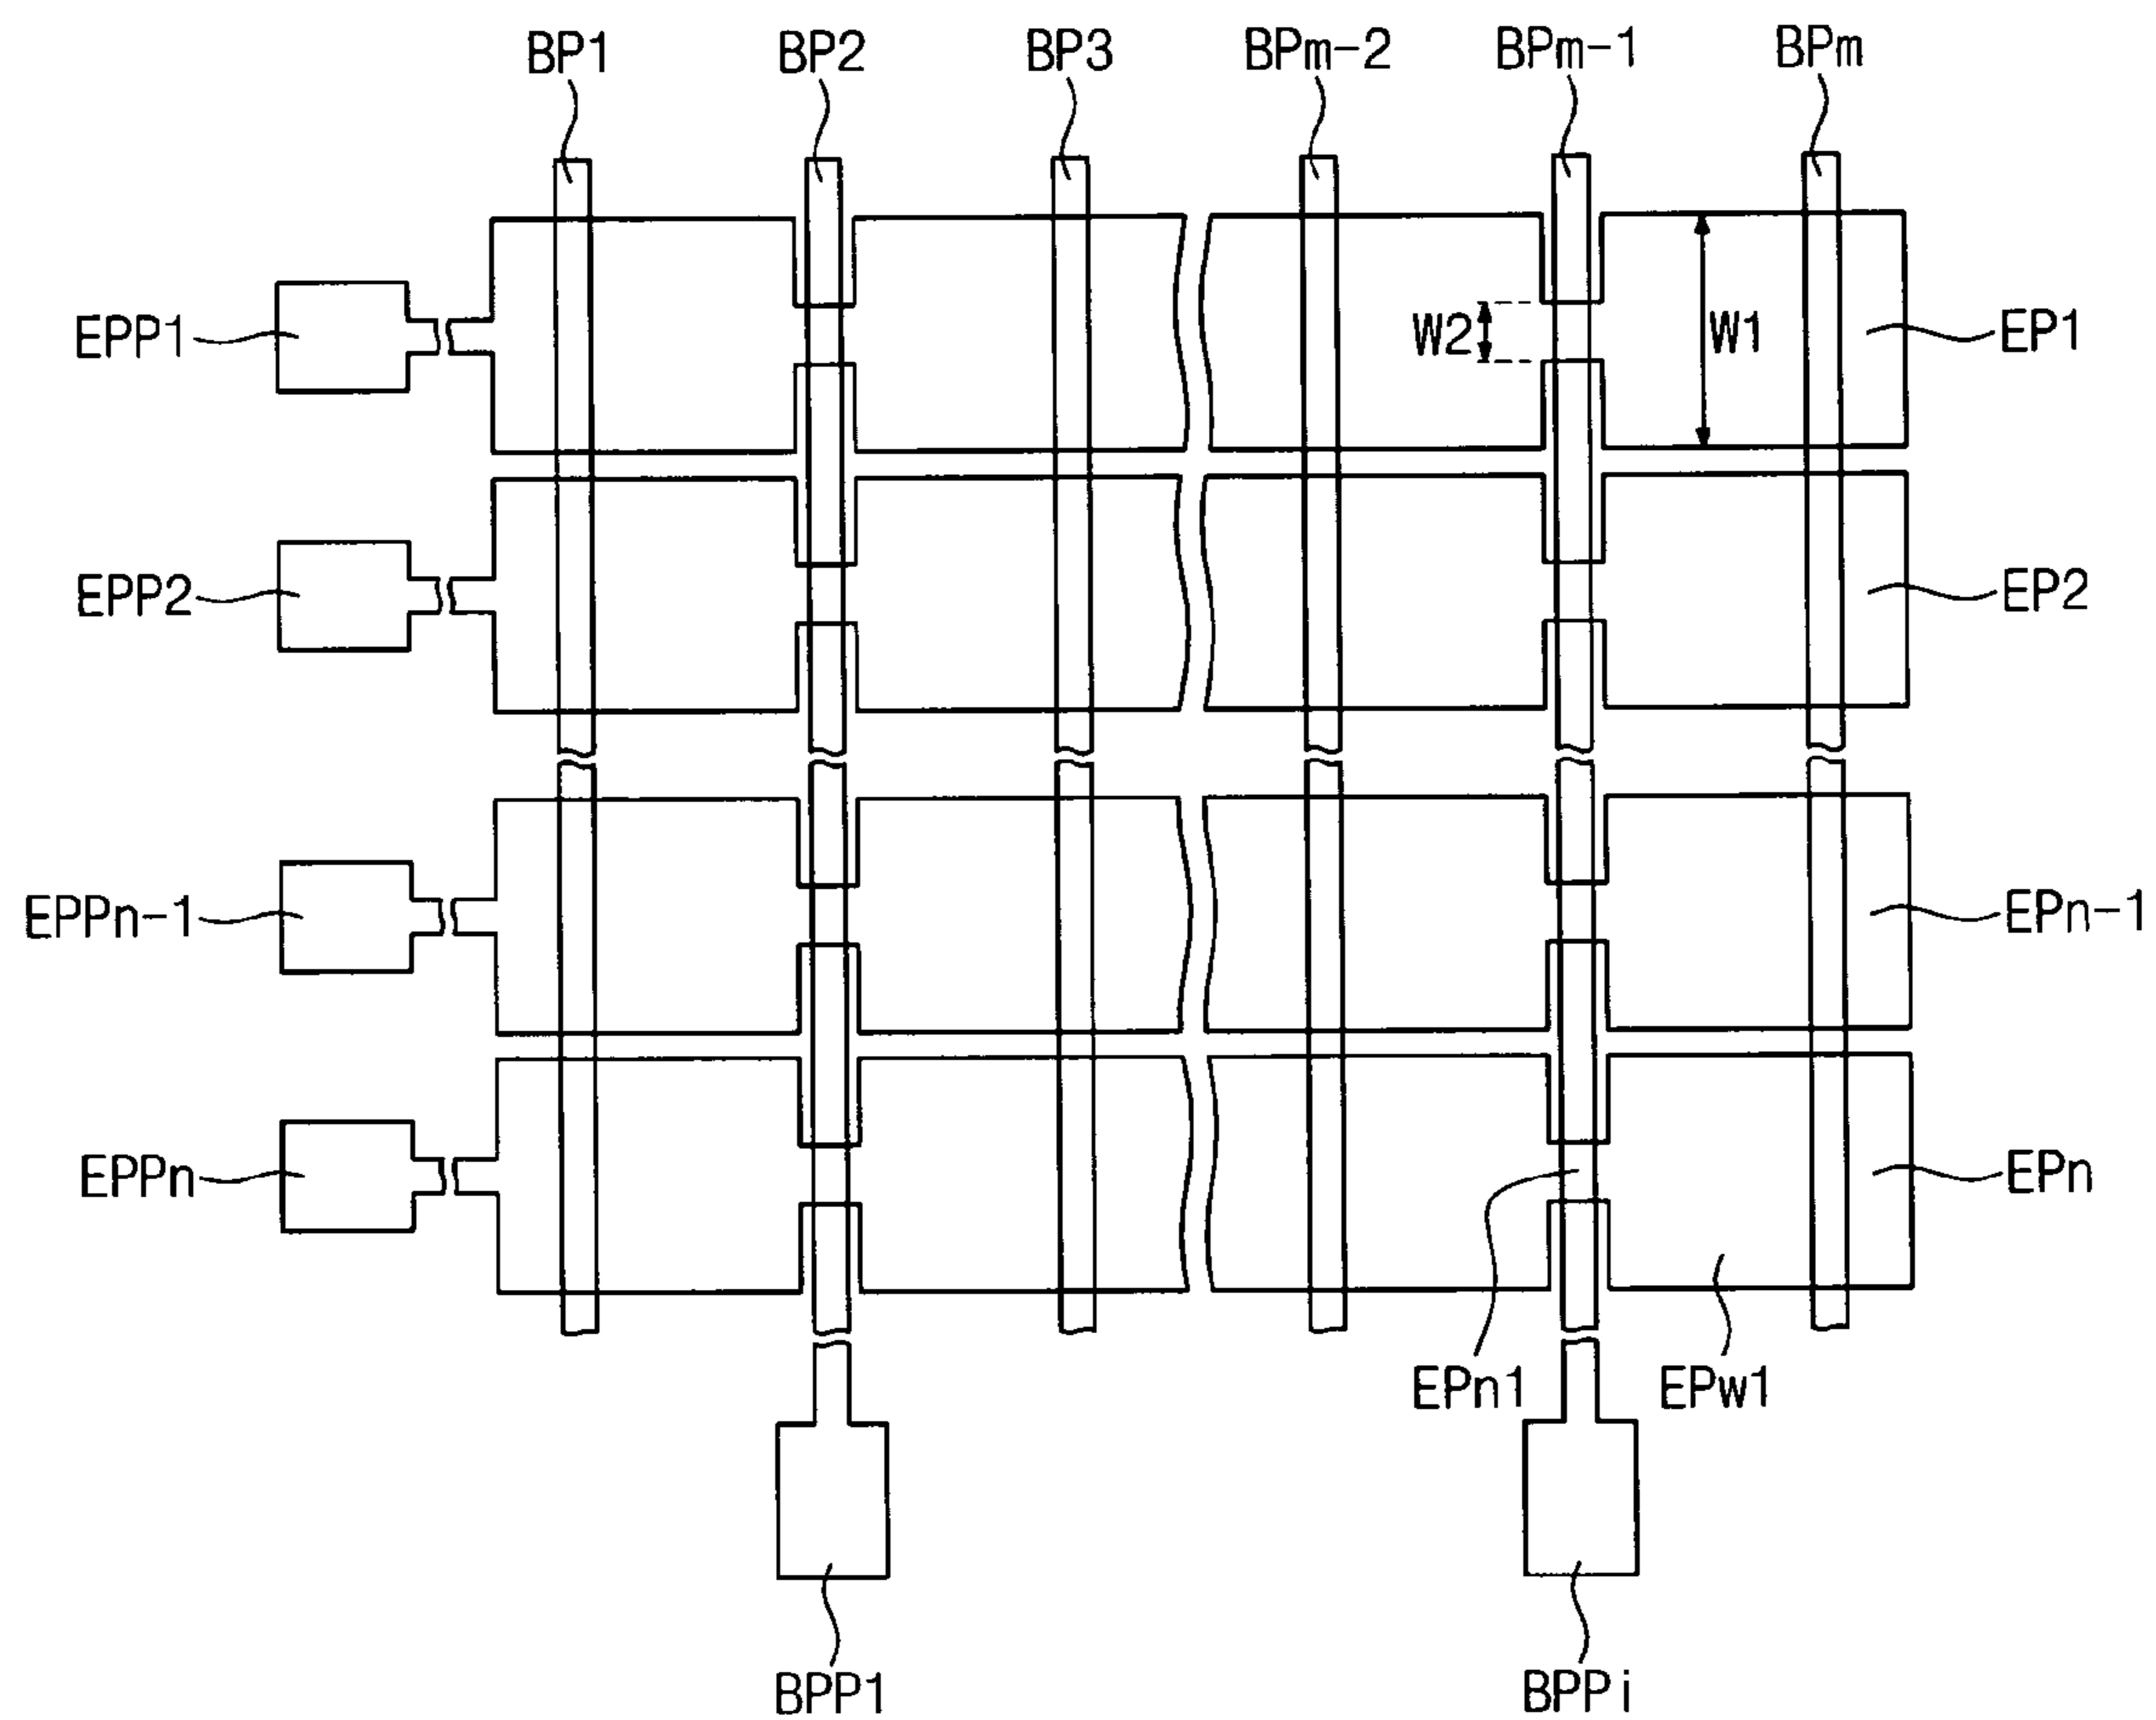 BP1 BP2 BP3 BPm-2 BPm-1 BPm
EPP1 W2 W1 EP1
EPP2 EP2
EPPn-1 EPn-1
EPPn EPn
EPn1 EPw1
BPP1 BPPi